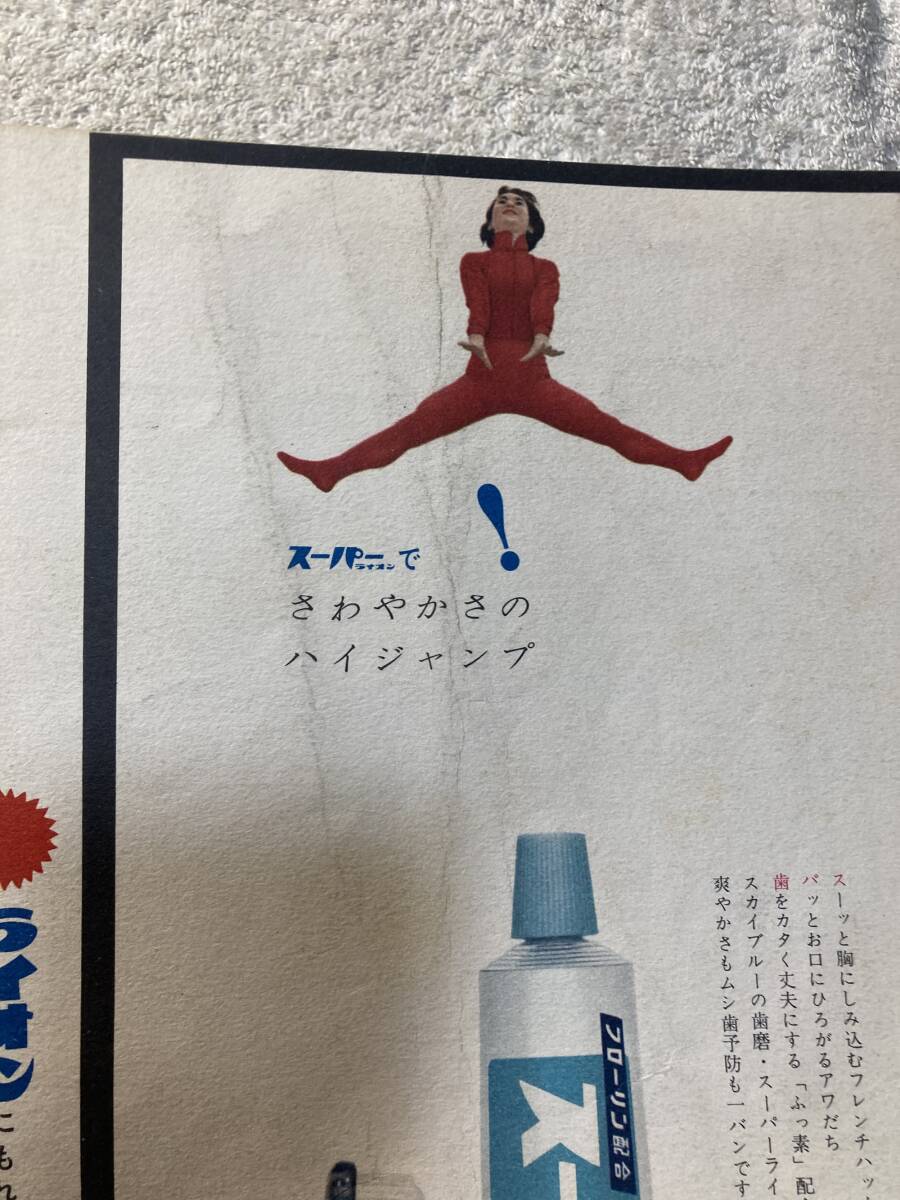 スーパーライオンで
!
さわやかさの
ハイジャンプ
スーッと胸にしみ込むフレンチハッ
パッとお口にひろがるアワだち
歯をカタく丈夫にする「ふっ素」配
スカイブルーの歯磨・スーパーライ
爽やかさもムシ歯予防も一バンです
フローリン配合
スー
ライオン
にもれ